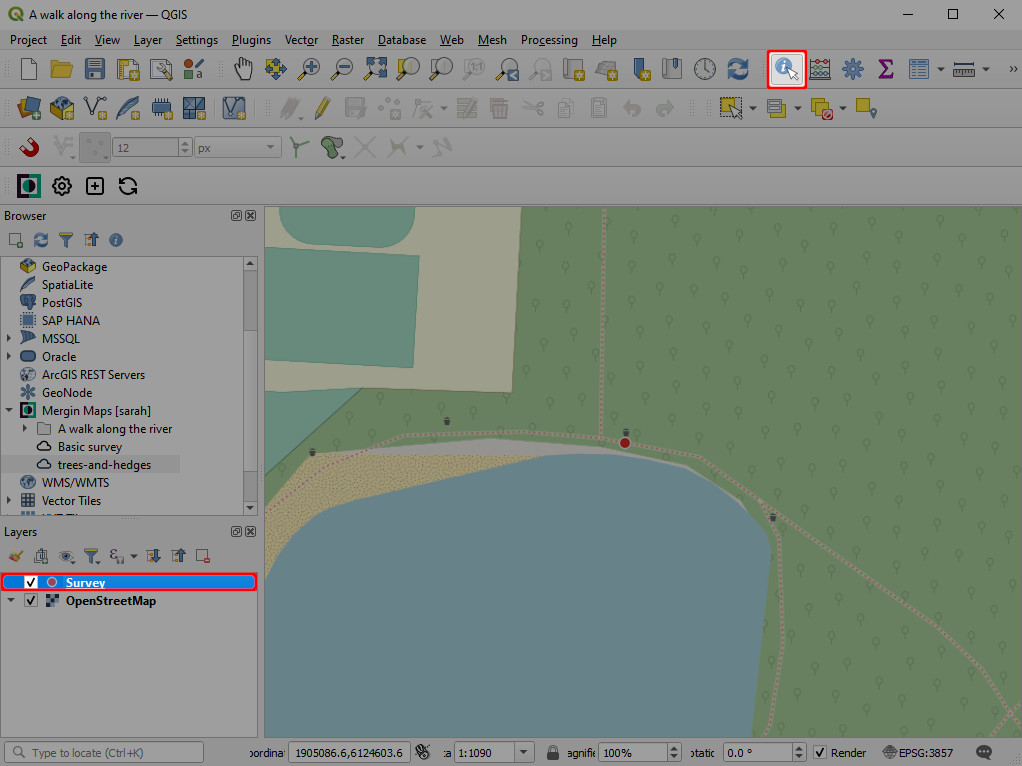 A walk along the river — QGIS
Project Edit View Layer Settings Plugins Vector Raster Database Web Mesh Processing Help
12 px
Browser
GeoPackage
SpatiaLite
PostGIS
SAP HANA
MSSQL
Oracle
ArcGIS REST Servers
GeoNode
Mergin Maps [sarah]
A walk along the river
Basic survey
trees-and-hedges
WMS/WMTS
Vector Tiles
Layers
Survey
OpenStreetMap
Type to locate (Ctrl+K) oordinat 1905086.6,6124603.6 1:1090 agnifie 100% otatic 0.0 ° Render EPSG:3857